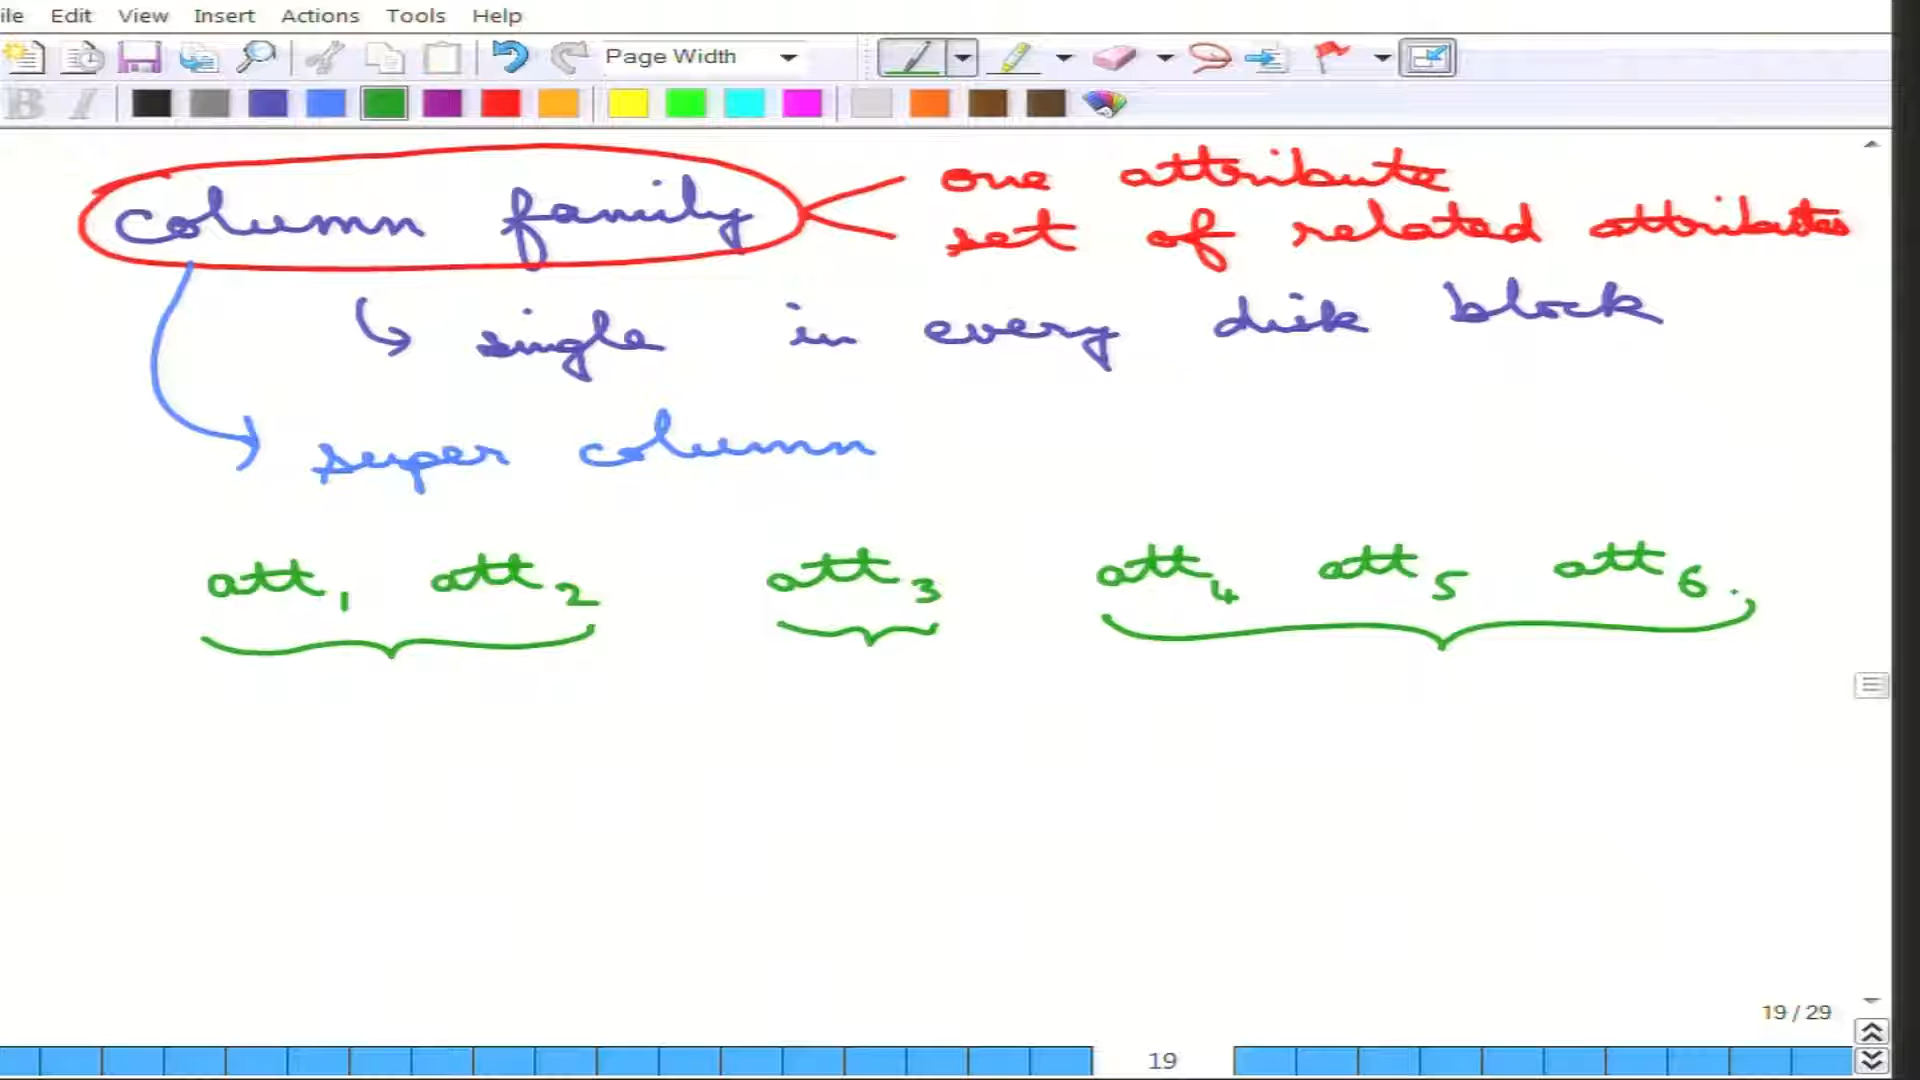 ile Edit View Insert Actions Tools Help
Page Width
B I
column family one attribute
set of related attributes
single in every disk block
super column
att1 att2 att3 att4 att5 att6.
19 / 29
19